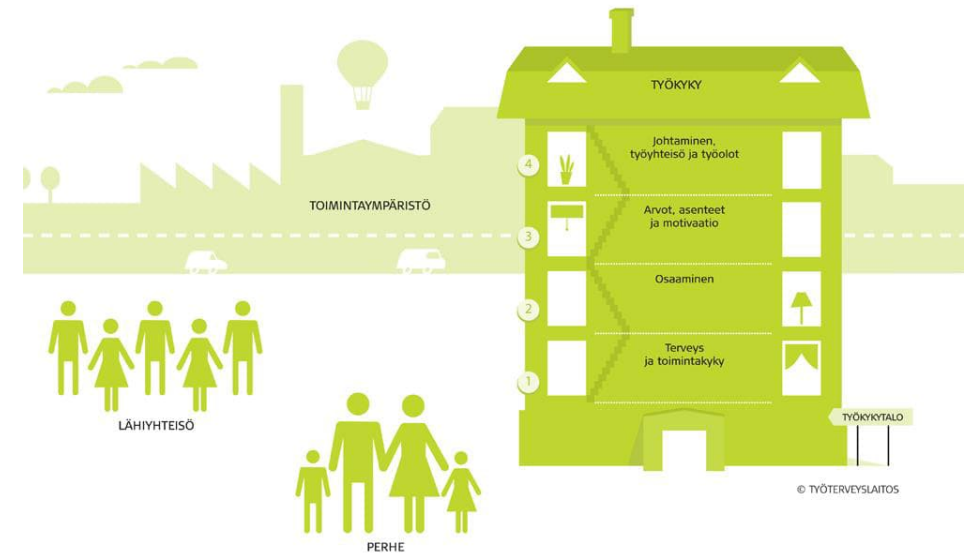 TYÖKYKY
4
Johtaminen,
työyhteisö ja työolot
TOIMINTAYMPÄRISTÖ
3
Arvot, asenteet
ja motivaatio
2
Osaaminen
1
Terveys
ja toimintakyky
TYÖKYKYTALO
LÄHIYHTEISÖ
© TYÖTERVEYSLAITOS
PERHE